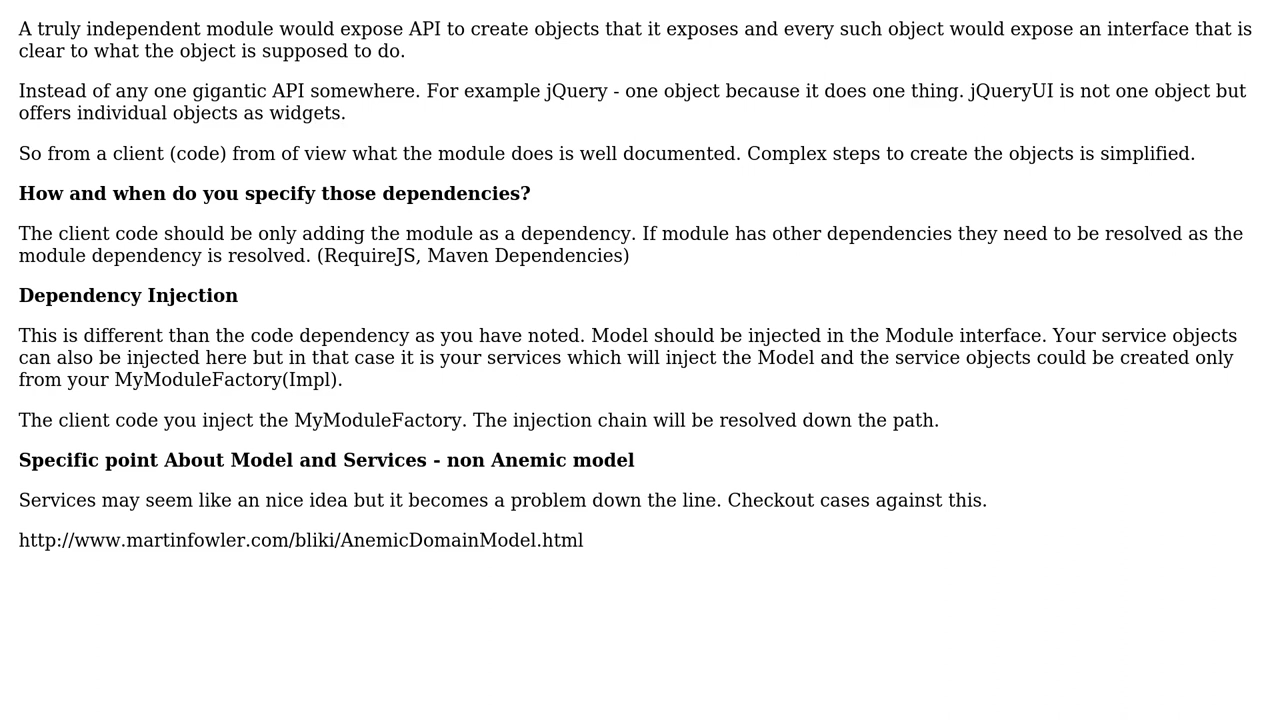 A truly independent module would expose API to create objects that it exposes and every such object would expose an interface that is
clear to what the object is supposed to do.
Instead of any one gigantic API somewhere. For example jQuery - one object because it does one thing. jQueryUI is not one object but
offers individual objects as widgets.
So from a client (code) from of view what the module does is well documented. Complex steps to create the objects is simplified.
How and when do you specify those dependencies?
The client code should be only adding the module as a dependency. If module has other dependencies they need to be resolved as the
module dependency is resolved. (RequireJS, Maven Dependencies)
Dependency Injection
This is different than the code dependency as you have noted. Model should be injected in the Module interface. Your service objects
can also be injected here but in that case it is your services which will inject the Model and the service objects could be created only
from your MyModuleFactory(Impl).
The client code you inject the MyModuleFactory. The injection chain will be resolved down the path.
Specific point About Model and Services - non Anemic model
Services may seem like an nice idea but it becomes a problem down the line. Checkout cases against this.
http://www.martinfowler.com/bliki/AnemicDomainModel.html